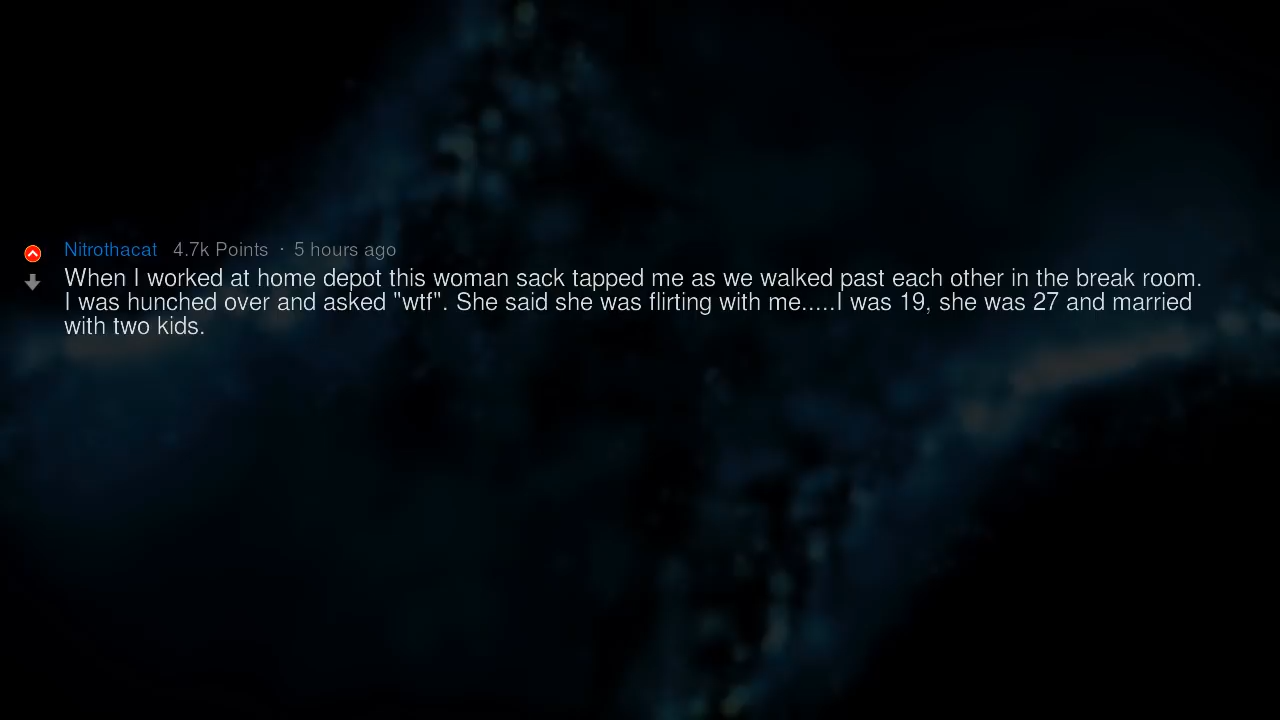 Nitrothacat 4.7k Points · 5 hours ago
When I worked at home depot this woman sack tapped me as we walked past each other in the break room.
I was hunched over and asked "wtf". She said she was flirting with me.....I was 19, she was 27 and married
with two kids.